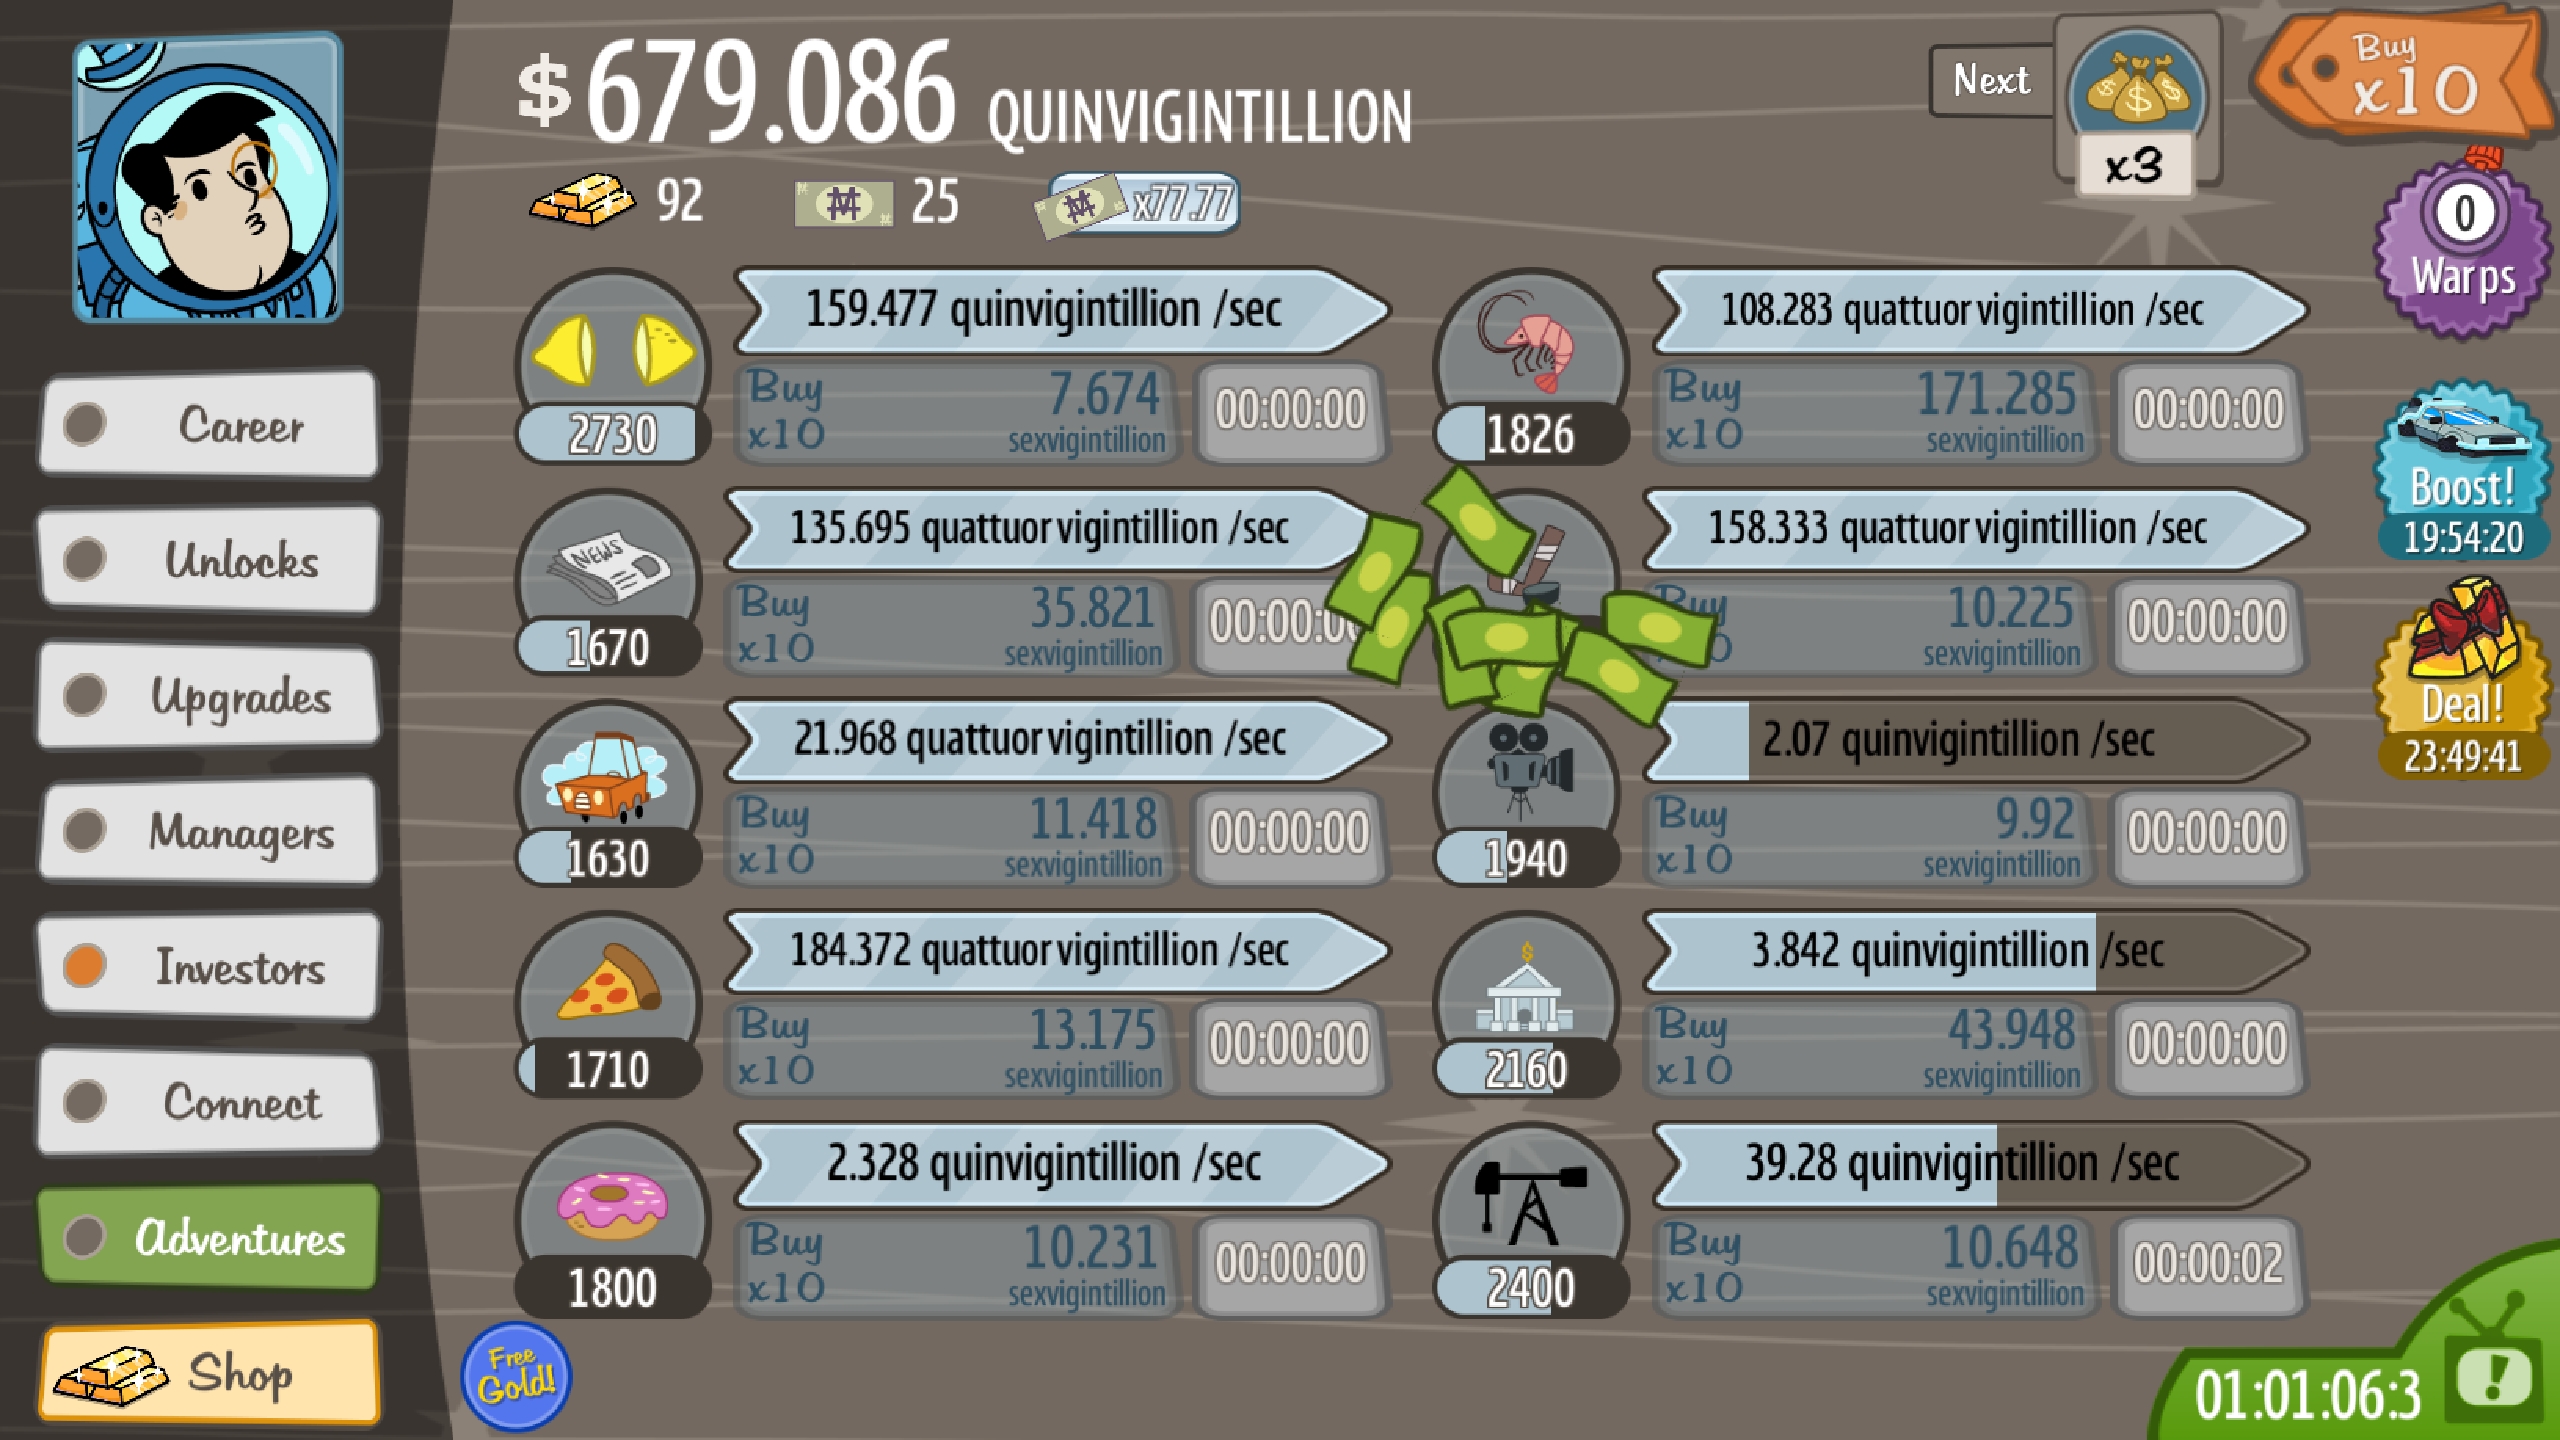 $679.086 QUINVIGINTILLION
92
25
x77.77
Next
x3
Buy
x10
0
Warps
Boost!
19:54:20
Deal!
23:49:41
Career
Unlocks
Upgrades
Managers
Investors
Connect
Adventures
Shop
159.477 quinvigintillion /sec
2730
Buy
x10
7.674
sexvigintillion
00:00:00
NEWS
135.695 quattuorvigintillion /sec
1670
Buy
x10
35.821
sexvigintillion
00:00:00
21.968 quattuorvigintillion /sec
1630
Buy
x10
11.418
sexvigintillion
00:00:00
184.372 quattuorvigintillion /sec
1710
Buy
x10
13.175
sexvigintillion
00:00:00
2.328 quinvigintillion /sec
1800
Buy
x10
10.231
sexvigintillion
00:00:00
108.283 quattuorvigintillion /sec
1826
Buy
x10
171.285
sexvigintillion
00:00:00
158.333 quattuorvigintillion /sec
Buy
10.225
sexvigintillion
00:00:00
2.07 quinvigintillion /sec
1940
Buy
x10
9.92
sexvigintillion
00:00:00
3.842 quinvigintillion /sec
2160
Buy
x10
43.948
sexvigintillion
00:00:00
39.28 quinvigintillion /sec
2400
Buy
x10
10.648
sexvigintillion
00:00:02
Free
Gold!
01:01:06:3